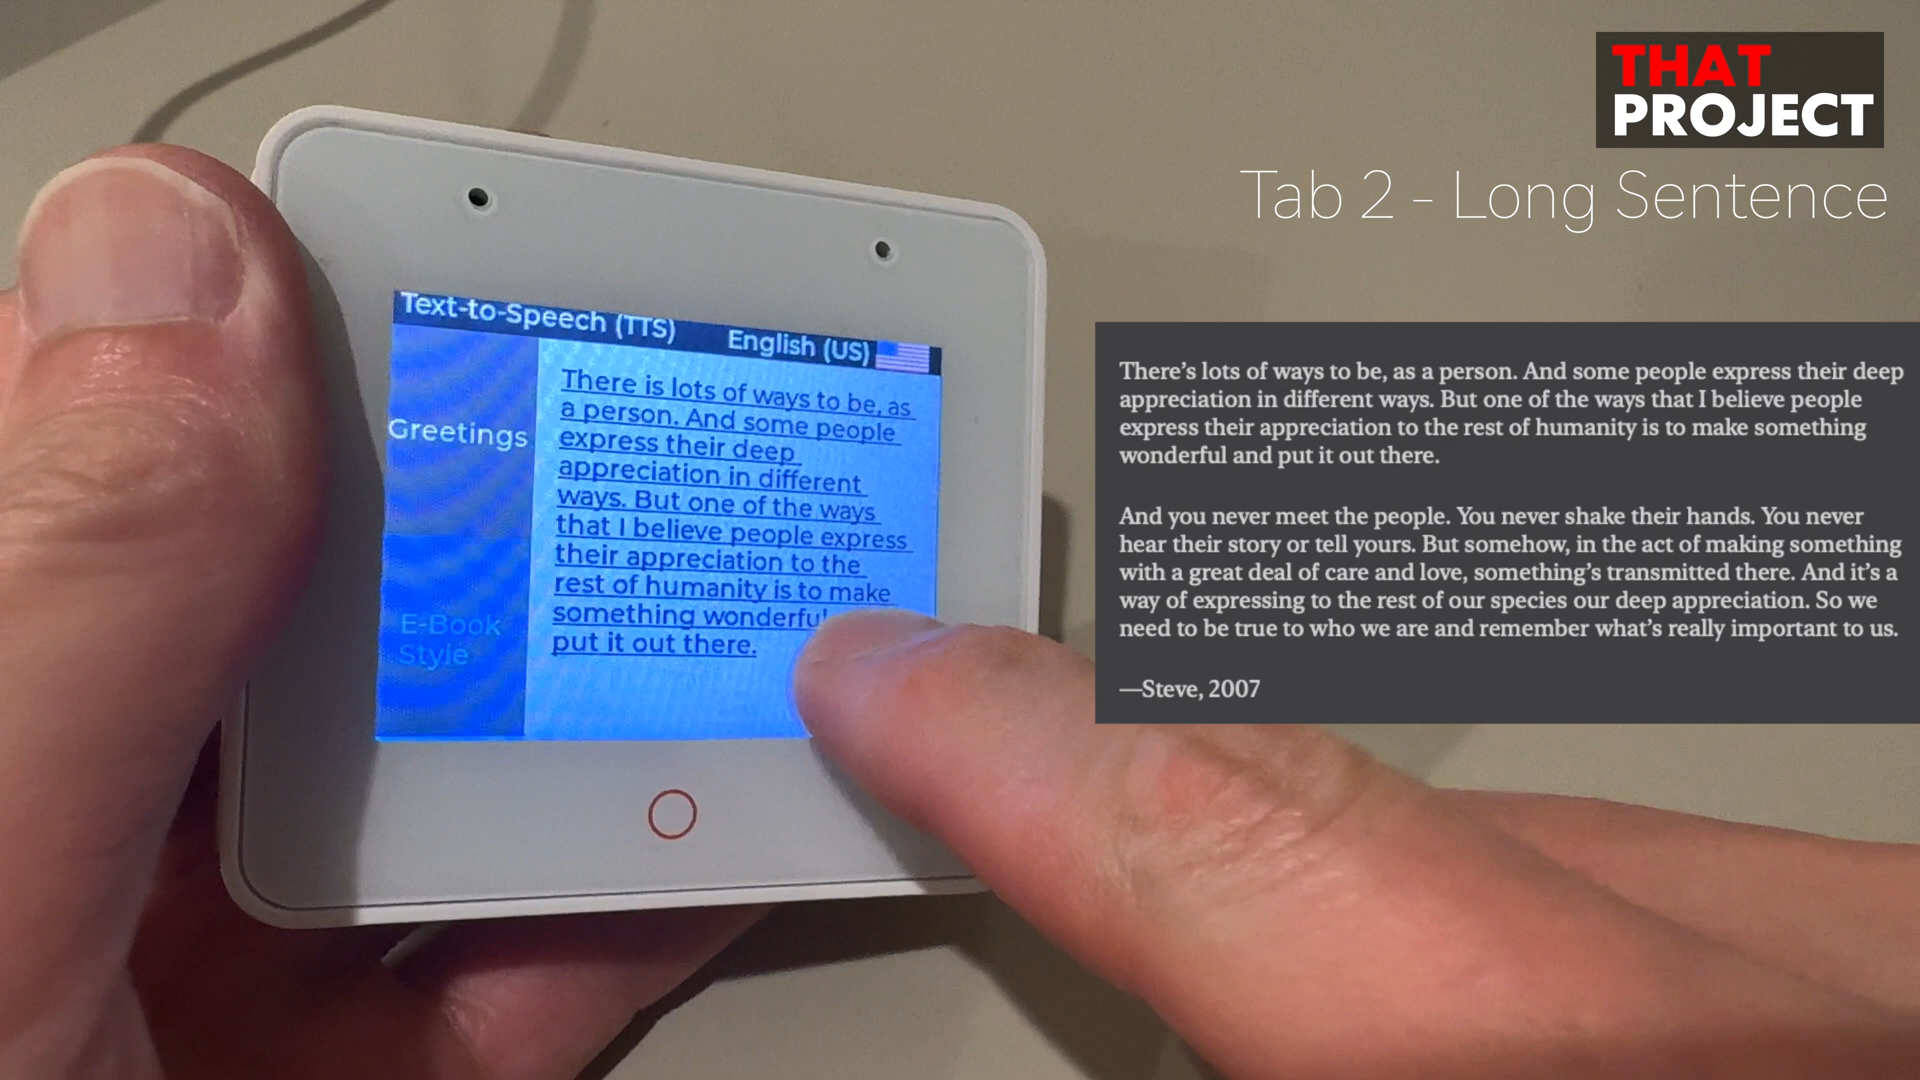 THAT
PROJECT
Tab 2 - Long Sentence
Text-to-Speech (TTS)
English (US)
Greetings
E-Book
Style
There is lots of ways to be, as
a person. And some people
express their deep
appreciation in different
ways. But one of the ways
that I believe people express
their appreciation to the
rest of humanity is to make
something wonderful
put it out there.
There's lots of ways to be, as a person. And some people express their deep
appreciation in different ways. But one of the ways that I believe people
express their appreciation to the rest of humanity is to make something
wonderful and put it out there.
And you never meet the people. You never shake their hands. You never
hear their story or tell yours. But somehow, in the act of making something
with a great deal of care and love, something's transmitted there. And it's a
way of expressing to the rest of our species our deep appreciation. So we
need to be true to who we are and remember what's really important to us.
—Steve, 2007